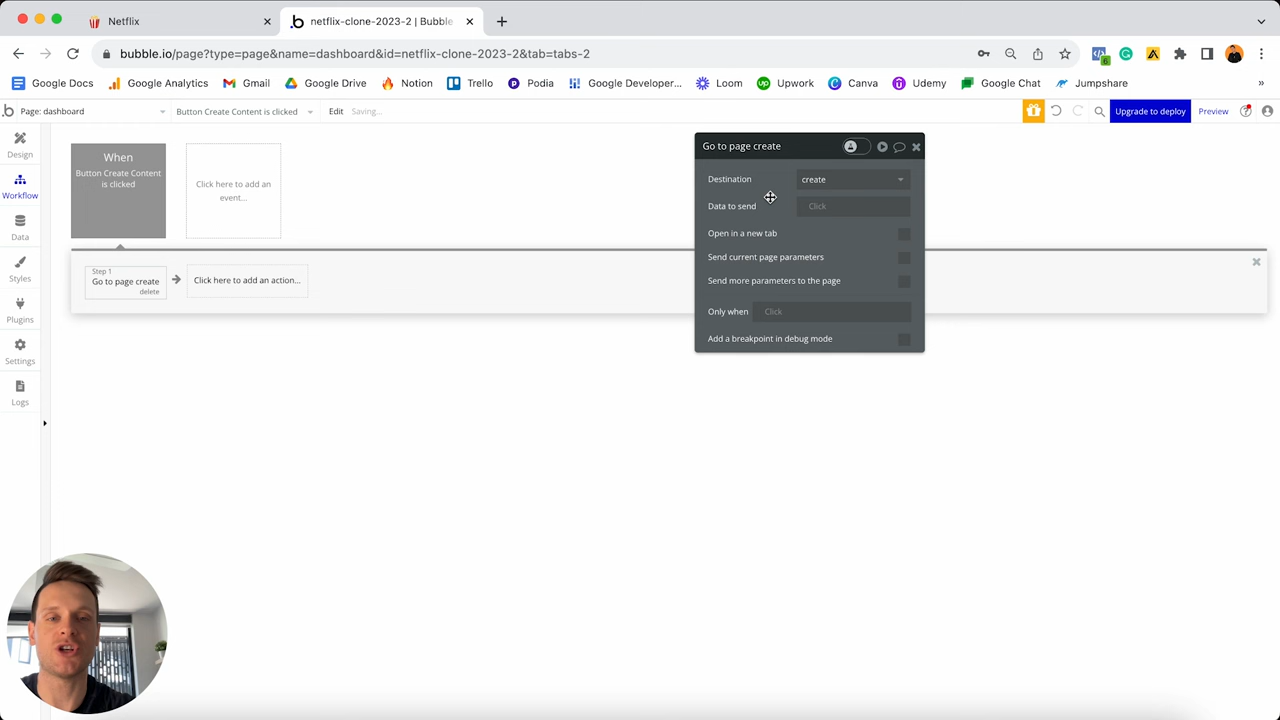 Netflix
netflix-clone-2023-2 | Bubble
bubble.io/page?type=page&name=dashboard&id=netflix-clone-2023-2&tab=tabs-2
Google Docs
Google Analytics
Gmail
Google Drive
Notion
Trello
Podia
Google Developer...
Loom
Upwork
Canva
Udemy
Google Chat
Jumpshare
»
Page: dashboard
Button Create Content is clicked
Edit
Saving...
Upgrade to deploy
Preview
Design
Workflow
Data
Styles
Plugins
Settings
Logs
When
Button Create Content
is clicked
Click here to add an
event...
Step 1
Go to page create
delete
Click here to add an action...
Go to page create
Destination
create
Data to send
Click
Open in a new tab
Send current page parameters
Send more parameters to the page
Only when
Click
Add a breakpoint in debug mode